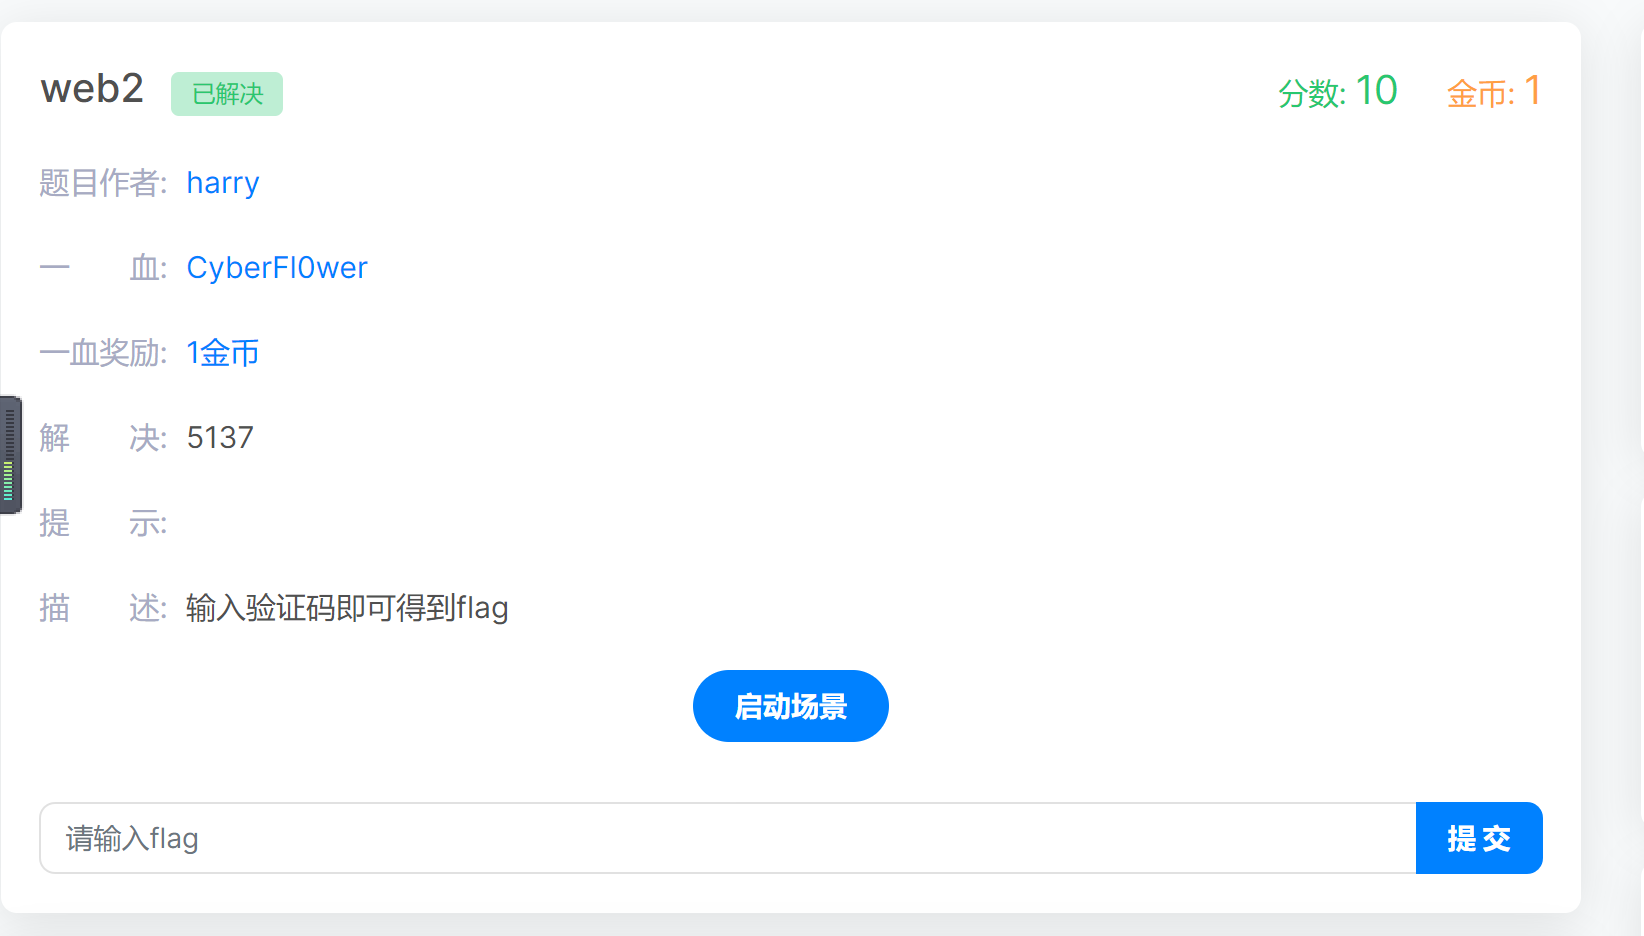 web2 已解决 分数: 10 金币: 1
题目作者: harry
一 血: CyberFl0wer
一血奖励: 1金币
解 决: 5137
提 示:
描 述: 输入验证码即可得到flag
启动场景
请输入flag 提 交